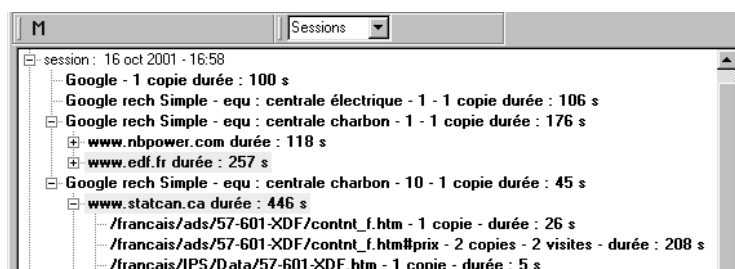 M
Sessions
session : 16 oct 2001 - 16:58
Google - 1 copie durée : 100 s
Google rech Simple - equ : centrale électrique - 1 - 1 copie durée : 106 s
Google rech Simple - equ : centrale charbon - 1 - 1 copie durée : 176 s
www.nbpower.com durée : 118 s
www.edf.fr durée : 257 s
Google rech Simple - equ : centrale charbon - 10 - 1 copie durée : 45 s
www.statcan.ca durée : 446 s
/francais/ads/57-601-XDF/contnt_f.htm - 1 copie - durée : 26 s
/francais/ads/57-601-XDF/contnt_f.htm#prix - 2 copies - 2 visites - durée : 208 s
/francais/IPS/Data/57-601-XDF.htm - 1 copie - durée : 5 s